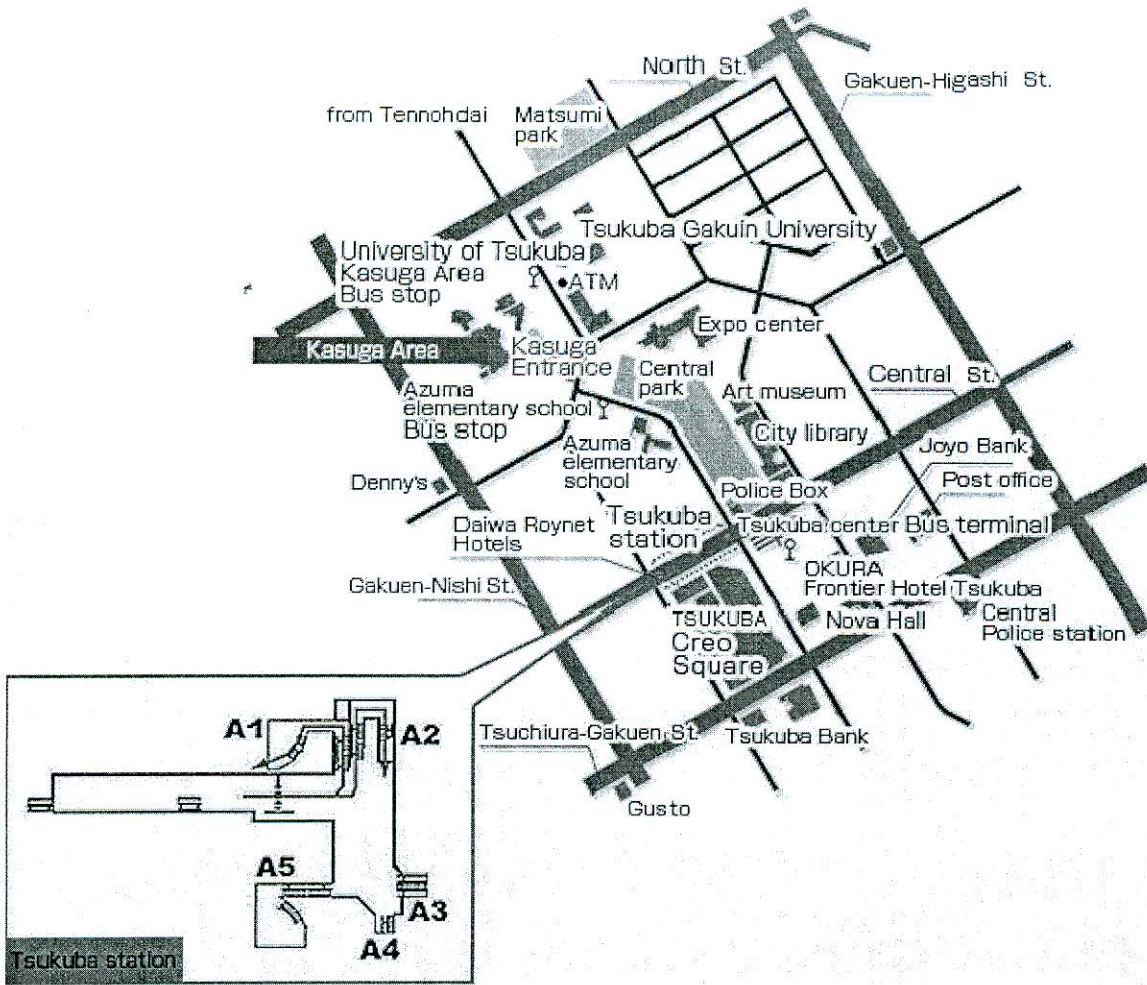 North St.
Gakuen-Higashi St.
from Tennohdai
Matsumi
park
Tsukuba Gakuin University
University of Tsukuba
Kasuga Area
Bus stop
ATM
Expo center
Kasuga Area
Kasuga
Entrance
Central
park
Central St.
Azuma
elementary school
Bus stop
Art museum
City library
Joyo Bank
Azuma
elementary
school
Denny's
Police Box
Post office
Daiwa Roynet
Hotels
Tsukuba
station
Tsukuba center Bus terminal
OKURA
Frontier Hotel Tsukuba
Gakuen-Nishi St.
TSUKUBA
Creo
Square
Nova Hall
Central
Police station
Tsuchiura-Gakuen St.
Tsukuba Bank
Gusto
A1
A2
A5
A3
A4
Tsukuba station